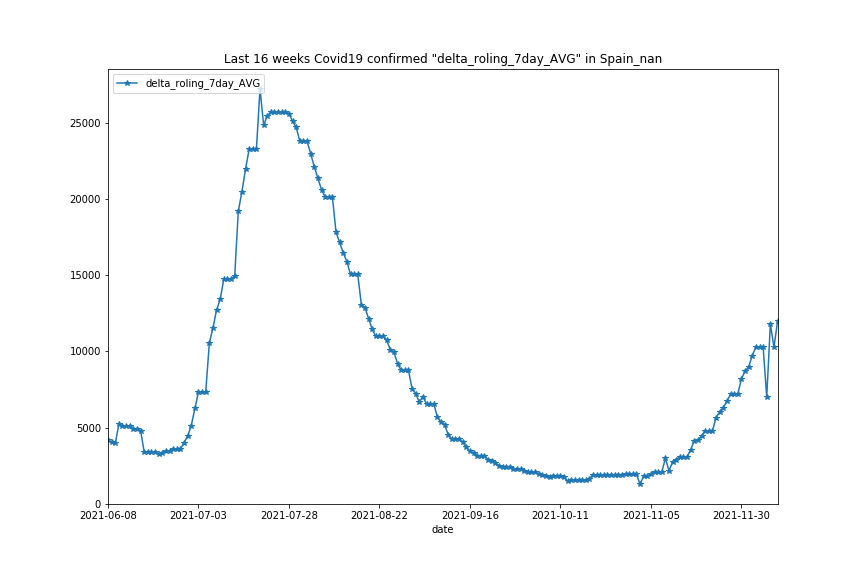 Last 16 weeks Covid19 confirmed "delta_roling_7day_AVG" in Spain_nan
delta_roling_7day_AVG
25000
20000
15000
10000
5000
0
2021-06-08 2021-07-03 2021-07-28 2021-08-22 2021-09-16 2021-10-11 2021-11-05 2021-11-30
date